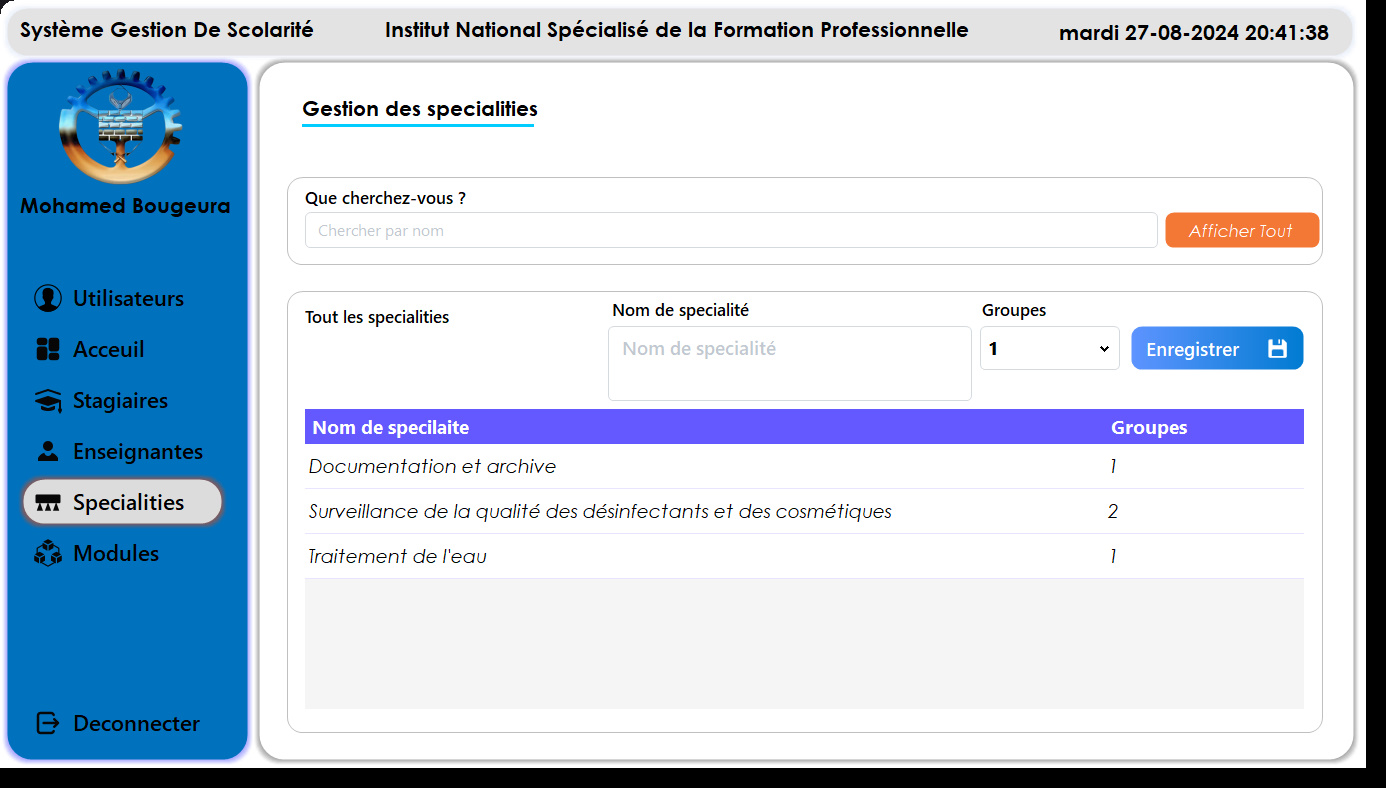 Système Gestion De Scolarité
Institut National Spécialisé de la Formation Professionnelle
mardi 27-08-2024 20:41:38
Mohamed Bougeura
Utilisateurs
Acceuil
Stagiaires
Enseignantes
Specialities
Modules
Deconnecter
Gestion des specialities
Que cherchez-vous ?
Chercher par nom
Afficher Tout
Tout les specialities
Nom de specialité
Groupes
Nom de specialité
1
Enregistrer
Nom de specilaite Groupes
Documentation et archive 1
Surveillance de la qualité des désinfectants et des cosmétiques 2
Traitement de l'eau 1